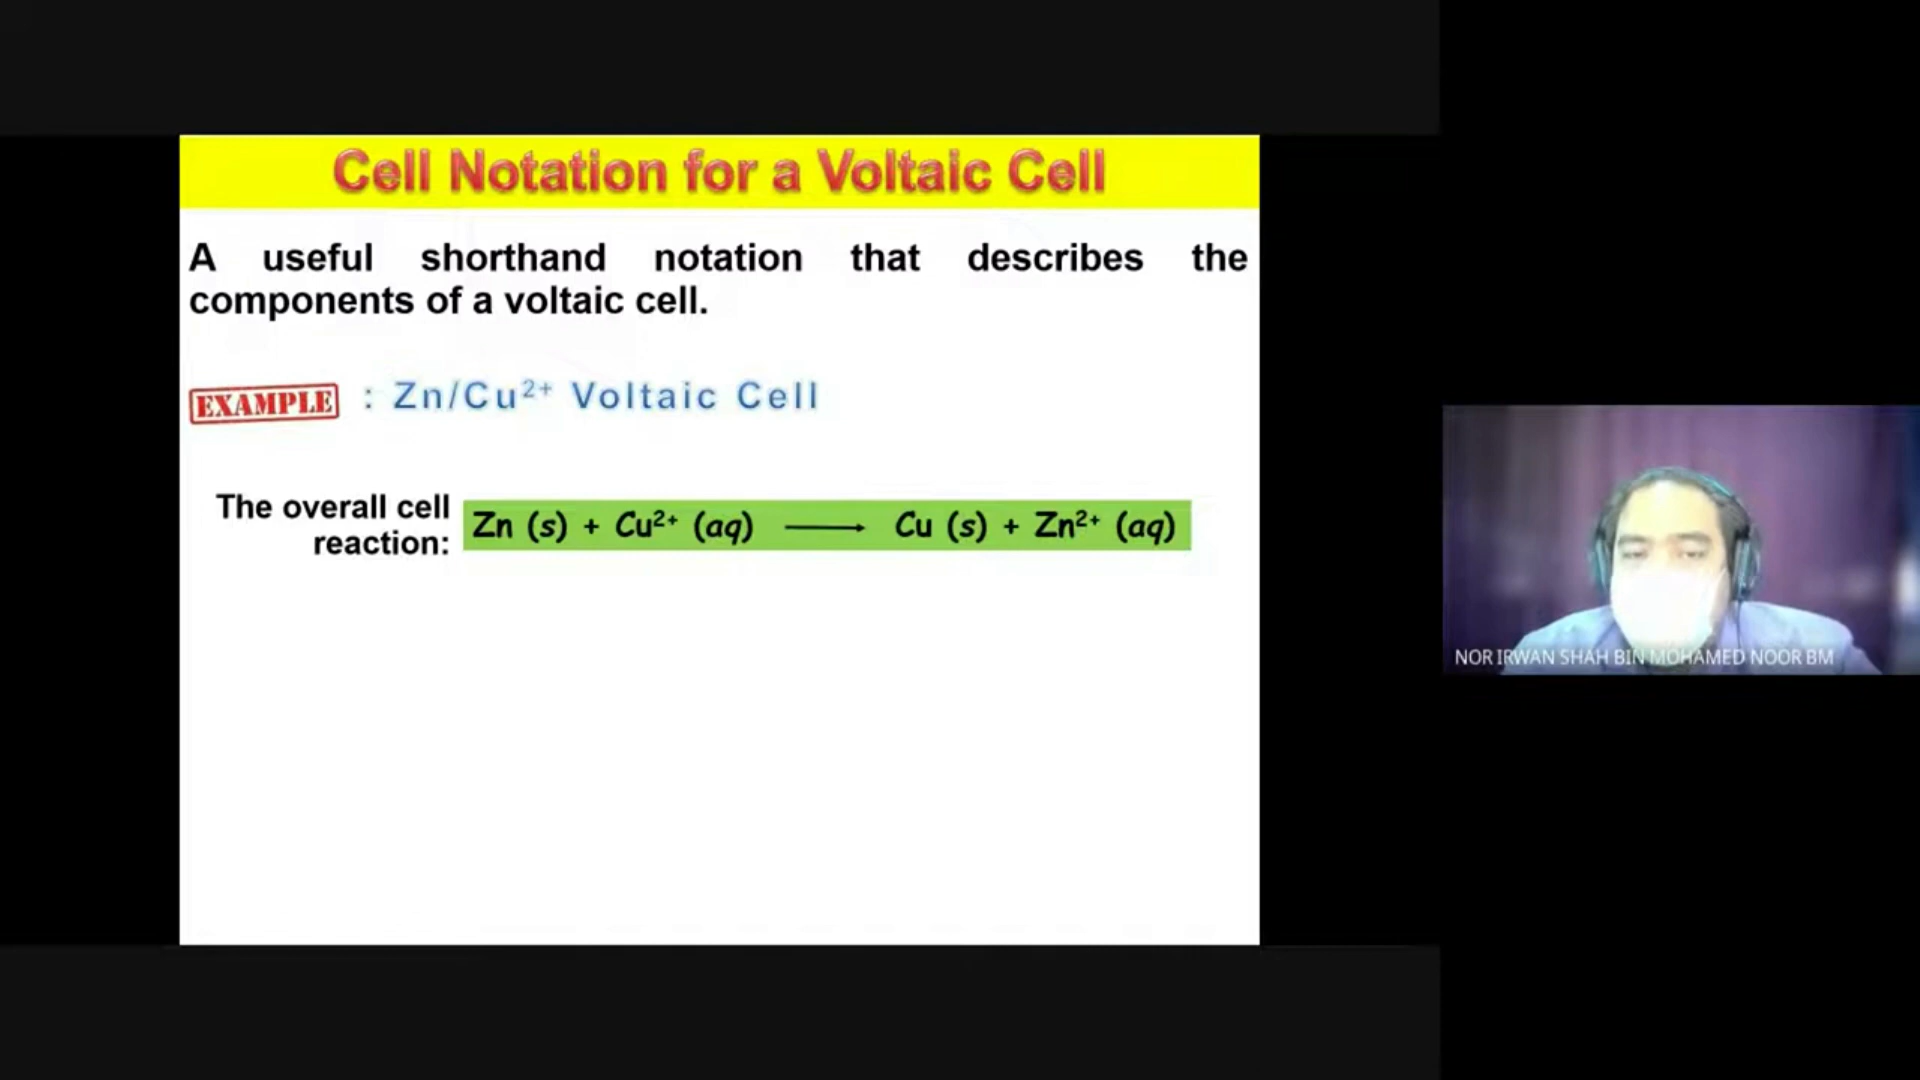 Cell Notation for a Voltaic Cell
A useful shorthand notation that describes the
components of a voltaic cell.
EXAMPLE : Zn/Cu²⁺ Voltaic Cell
The overall cell
reaction:
Zn (s) + Cu²⁺ (aq) ⟶ Cu (s) + Zn²⁺ (aq)
NOR IRWAN SHAH BIN MOHAMED NOOR BM